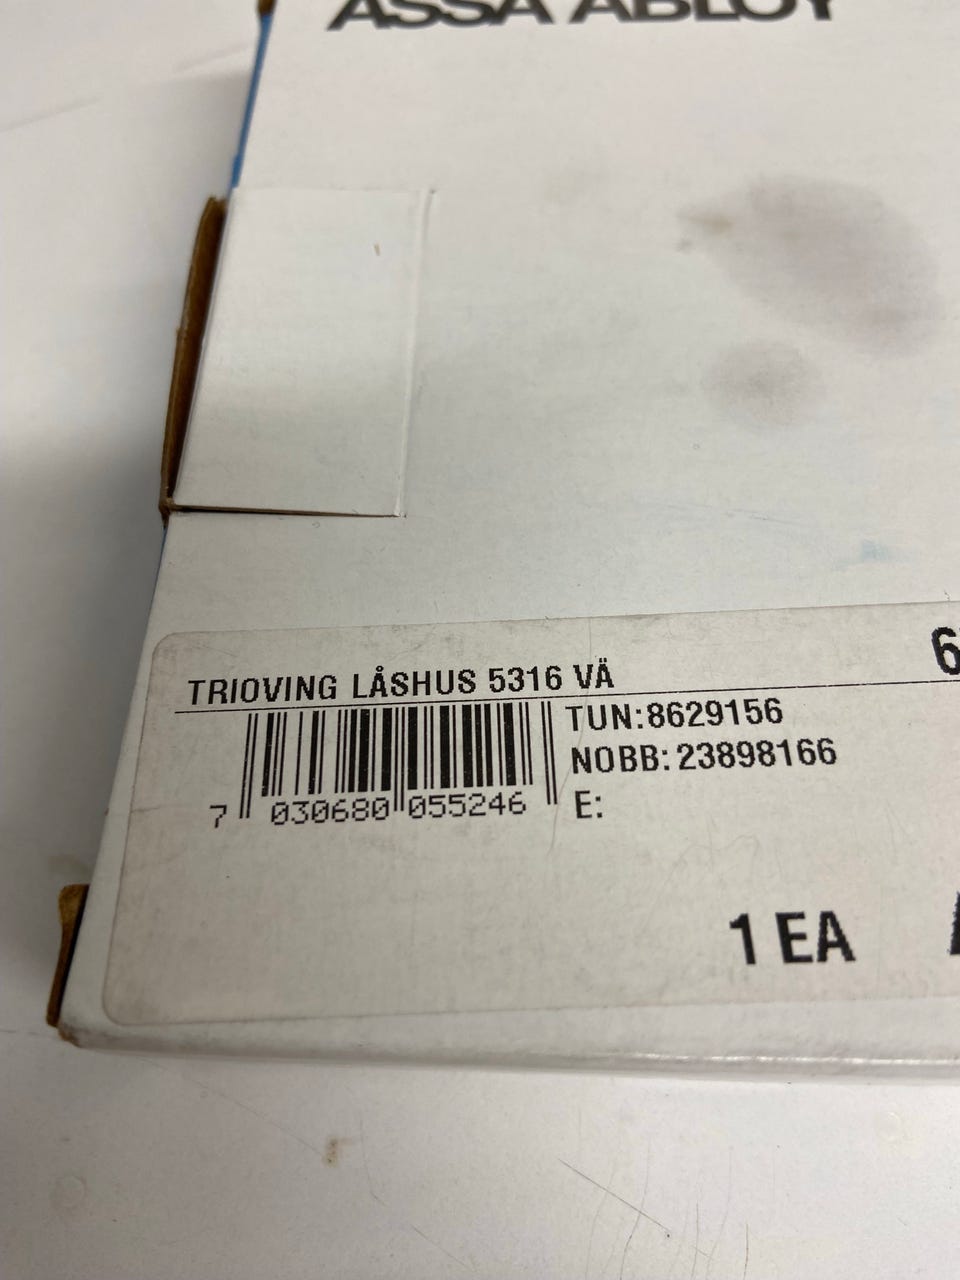 ASSA ABLOY
TRIOVING LÅSHUS 5316 VÄ
TUN:8629156
NOBB: 23898166
7 030680 055246
E:
1 EA